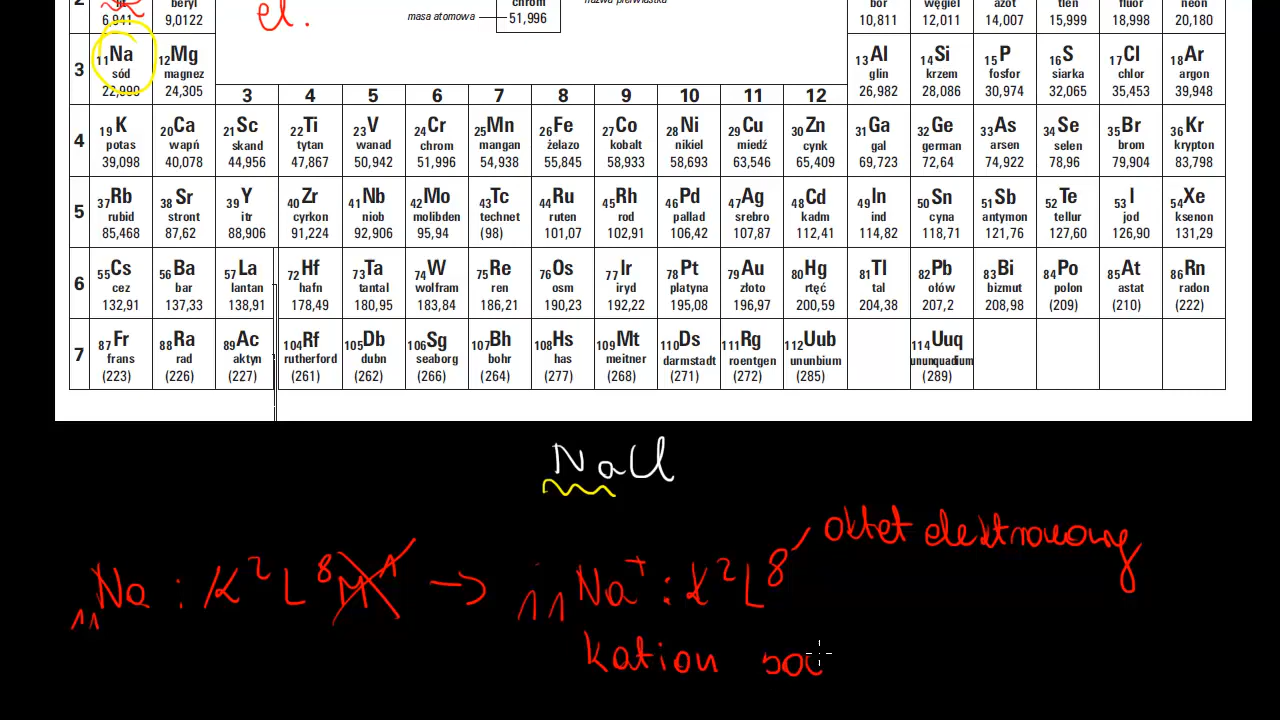 2 beryl chrom nazwa pierwiastka bor węgiel azot tlen fluor neon
6,941 9,0122 masa atomowa 51,996 10,811 12,011 14,007 15,999 18,998 20,180
el.
3 11Na 12Mg 13Al 14Si 15P 16S 17Cl 18Ar
sód magnez glin krzem fosfor siarka chlor argon
22,990 24,305 26,982 28,086 30,974 32,065 35,453 39,948
3 4 5 6 7 8 9 10 11 12
4 19K 20Ca 21Sc 22Ti 23V 24Cr 25Mn 26Fe 27Co 28Ni 29Cu 30Zn 31Ga 32Ge 33As 34Se 35Br 36Kr
potas wapń skand tytan wanad chrom mangan żelazo kobalt nikiel miedź cynk gal german arsen selen brom krypton
39,098 40,078 44,956 47,867 50,942 51,996 54,938 55,845 58,933 58,693 63,546 65,409 69,723 72,64 74,922 78,96 79,904 83,798
5 37Rb 38Sr 39Y 40Zr 41Nb 42Mo 43Tc 44Ru 45Rh 46Pd 47Ag 48Cd 49In 50Sn 51Sb 52Te 53I 54Xe
rubid stront itr cyrkon niob molibden technet ruten rod pallad srebro kadm ind cyna antymon tellur jod ksenon
85,468 87,62 88,906 91,224 92,906 95,94 (98) 101,07 102,91 106,42 107,87 112,41 114,82 118,71 121,76 127,60 126,90 131,29
6 55Cs 56Ba 57La 72Hf 73Ta 74W 75Re 76Os 77Ir 78Pt 79Au 80Hg 81Tl 82Pb 83Bi 84Po 85At 86Rn
cez bar lantan hafn tantal wolfram ren osm iryd platyna złoto rtęć tal ołów bizmut polon astat radon
132,91 137,33 138,91 178,49 180,95 183,84 186,21 190,23 192,22 195,08 196,97 200,59 204,38 207,2 208,98 (209) (210) (222)
7 87Fr 88Ra 89Ac 104Rf 105Db 106Sg 107Bh 108Hs 109Mt 110Ds 111Rg 112Uub 114Uuq
frans rad aktyn rutherford dubn seaborg bohr has meitner darmstadt roentgen ununbium ununquadium
(223) (226) (227) (261) (262) (266) (264) (277) (268) (271) (272) (285) (289)
NaCl
oktet elektronowy
11Na : K2 L8 M1 → 11Na+ : K2 L8
kation sod